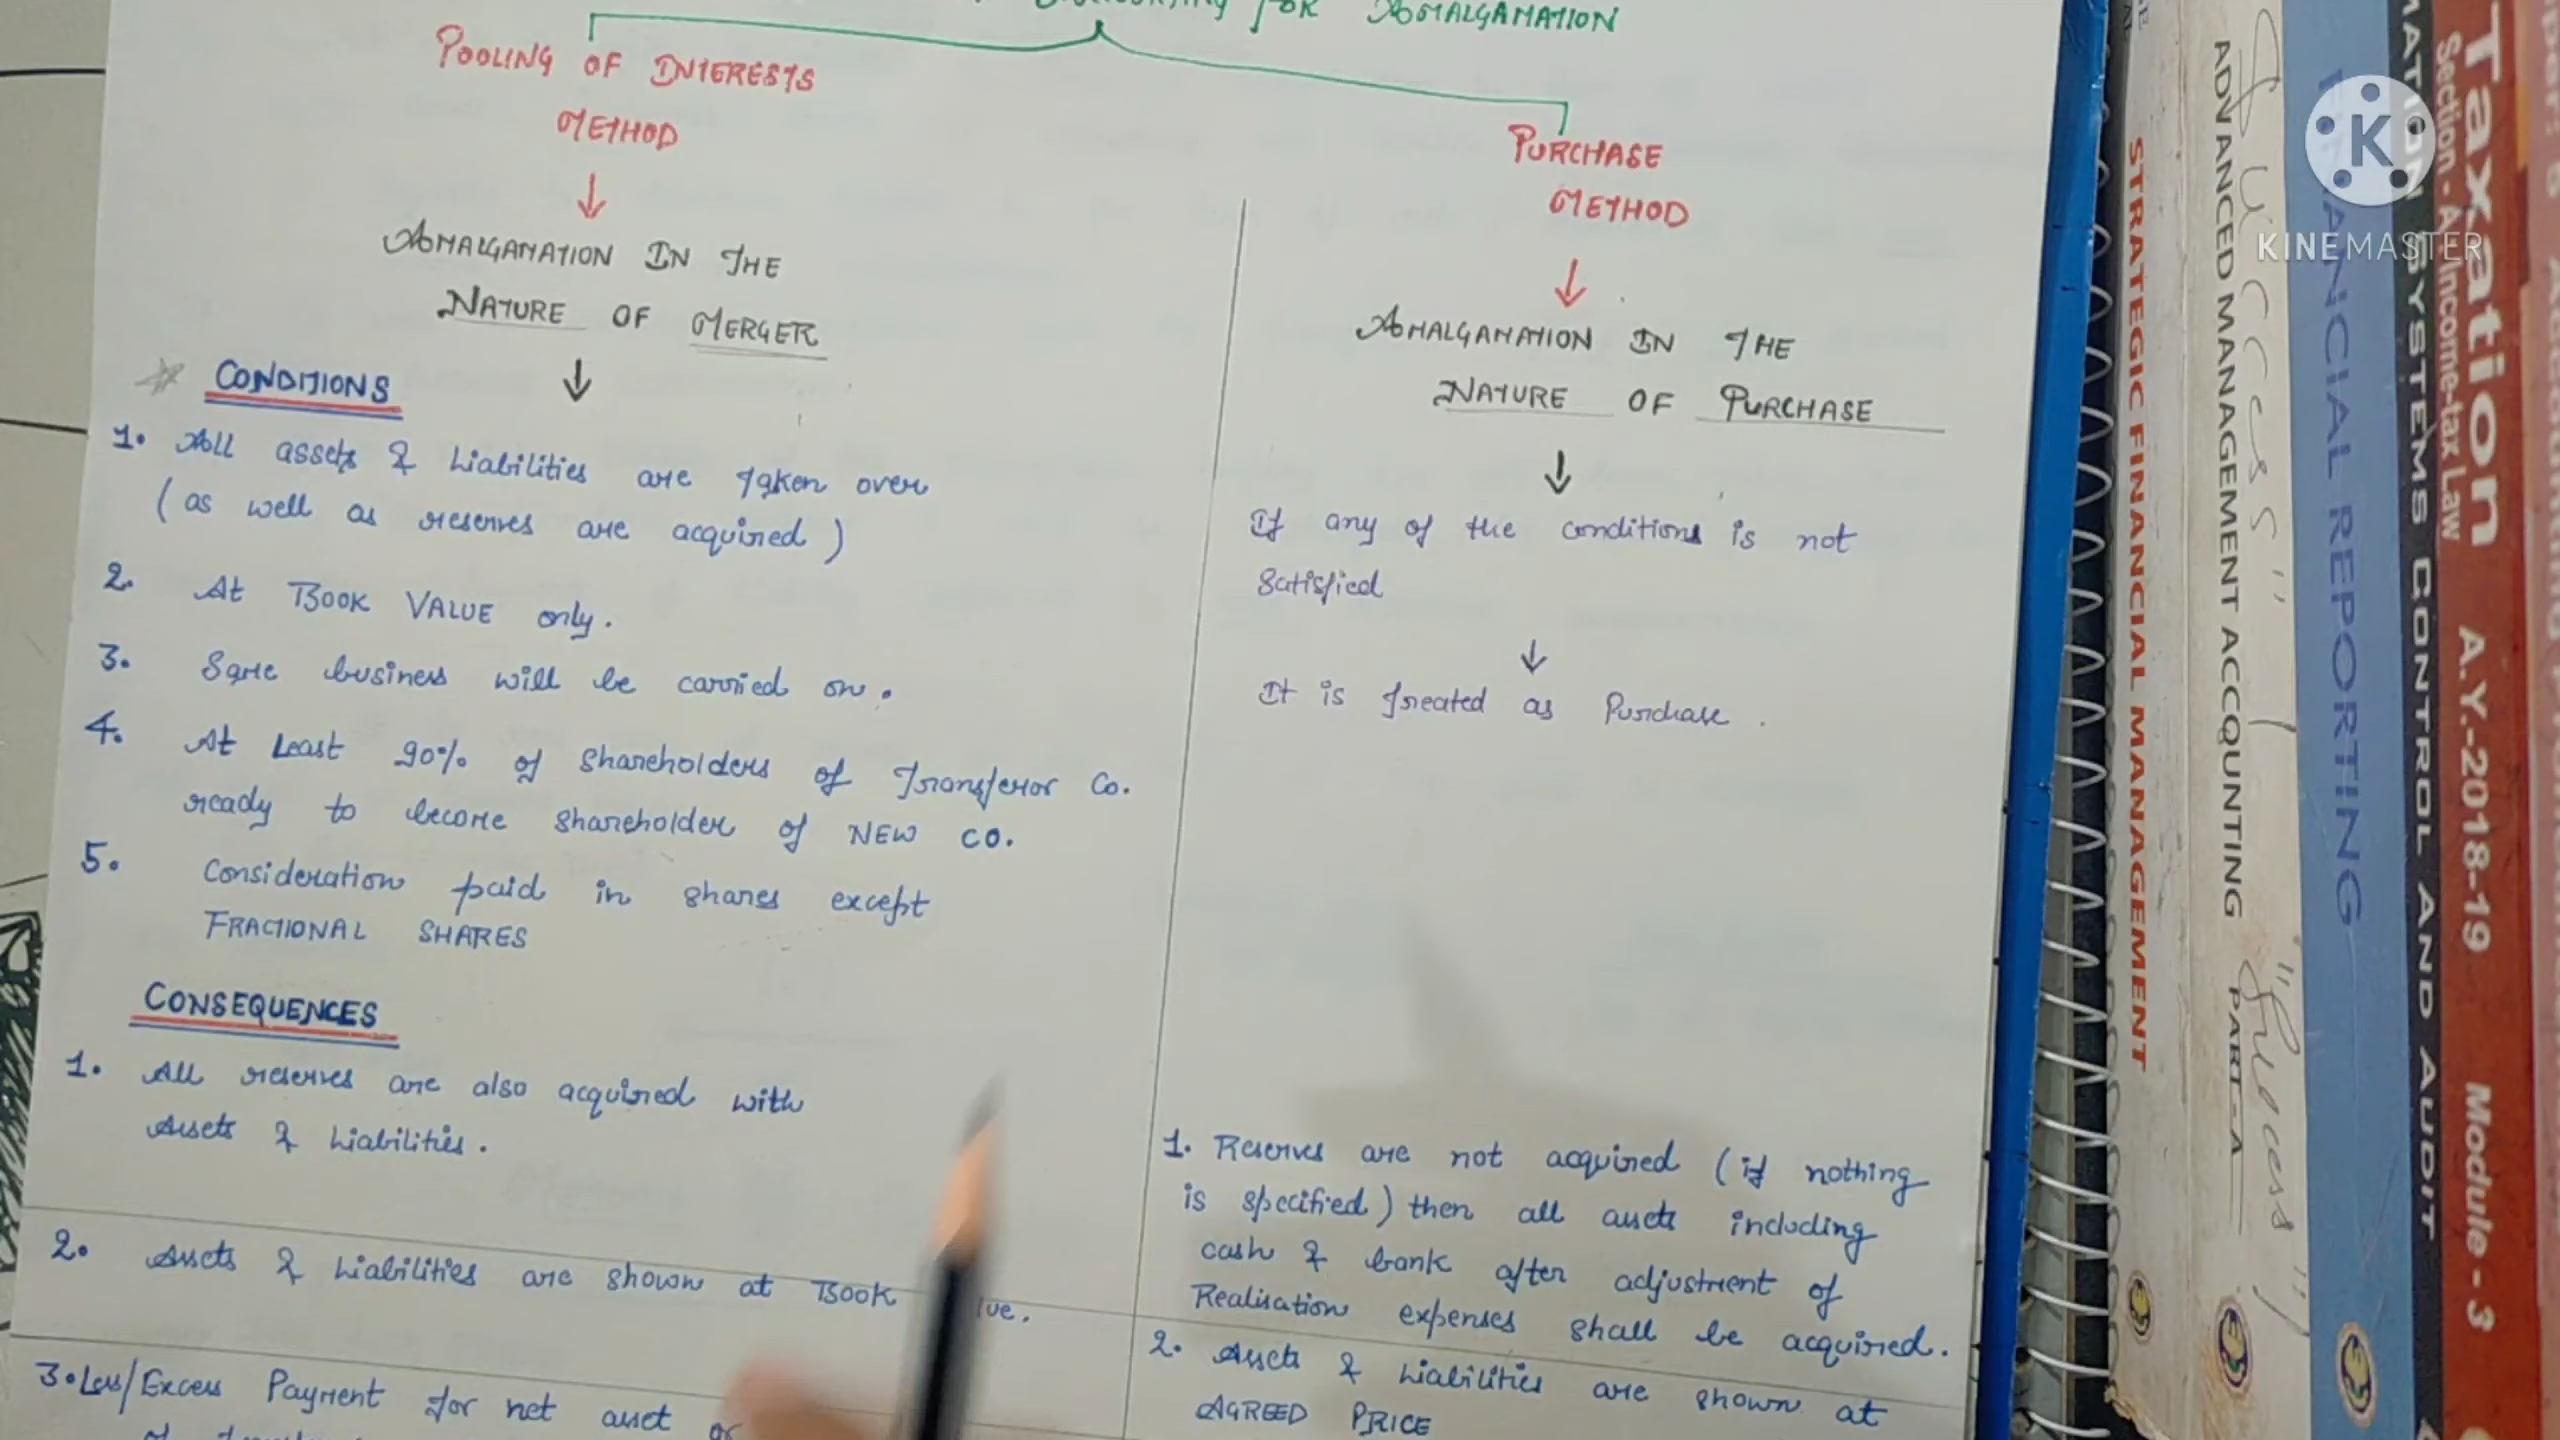 FOR AMALGAMATION
POOLING OF INTERESTS
METHOD
AMALGAMATION IN THE
NATURE OF MERGER
CONDITIONS
1. All assets & Liabilities are taken over
(as well as reserves are acquired)
2. At BOOK VALUE only.
3. Same business will be carried on.
4. At Least 90% of shareholders of Transferor Co.
ready to become shareholder of NEW CO.
5. Consideration paid in shares except
FRACTIONAL SHARES
CONSEQUENCES
1. All reserves are also acquired with
Assets & Liabilities.
2. Assets & Liabilities are shown at Book
3. Less/Excess Payment for net asset or
PURCHASE
METHOD
AMALGAMATION IN THE
NATURE OF PURCHASE
If any of the conditions is not
Satisfied
It is treated as Purchase.
1. Reserves are not acquired (if nothing
is specified) then all assets including
cash & bank after adjustment of
Realisation expenses shall be acquired.
2. Assets & Liabilities are shown at
AGREED PRICE
STRATEGIC FINANCIAL MANAGEMENT
ADVANCED MANAGEMENT ACCOUNTING PART-A
"Success"
"Success"
FINANCIAL REPORTING
SYSTEMS CONTROL AND AUDIT
Taxation
Section - A: Income-tax Law
A.Y.-2018-19
Module - 3
K
KINEMASTER